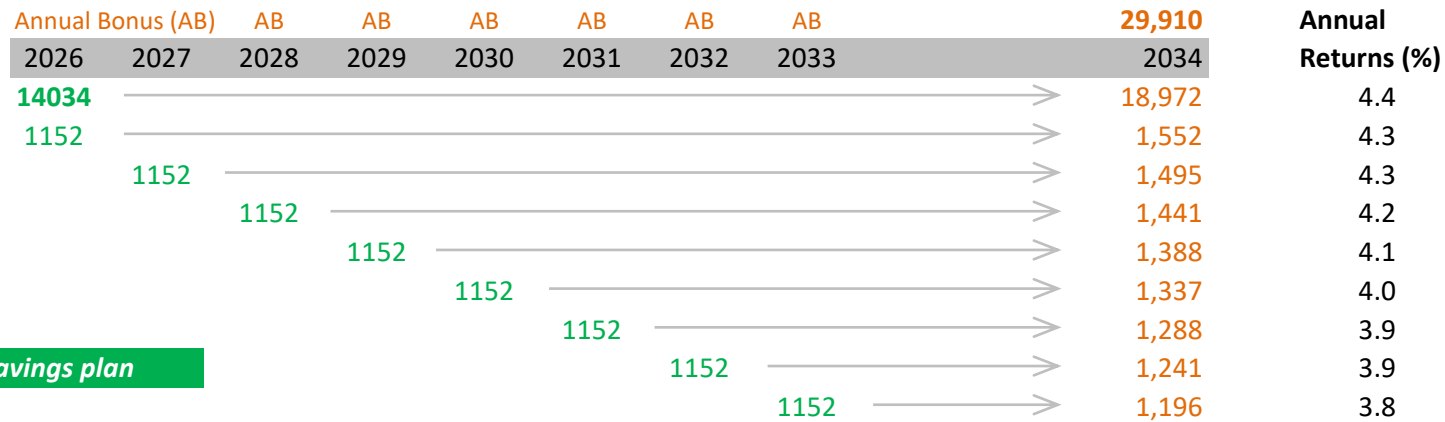 Annual Bonus (AB) AB AB AB AB AB AB 29,910 Annual
2026 2027 2028 2029 2030 2031 2032 2033 2034 Returns (%)
14034 18,972 4.4
1152 1,552 4.3
1152 1,495 4.3
1152 1,441 4.2
1152 1,388 4.1
1152 1,337 4.0
1152 1,288 3.9
avings plan 1152 1,241 3.9
1152 1,196 3.8